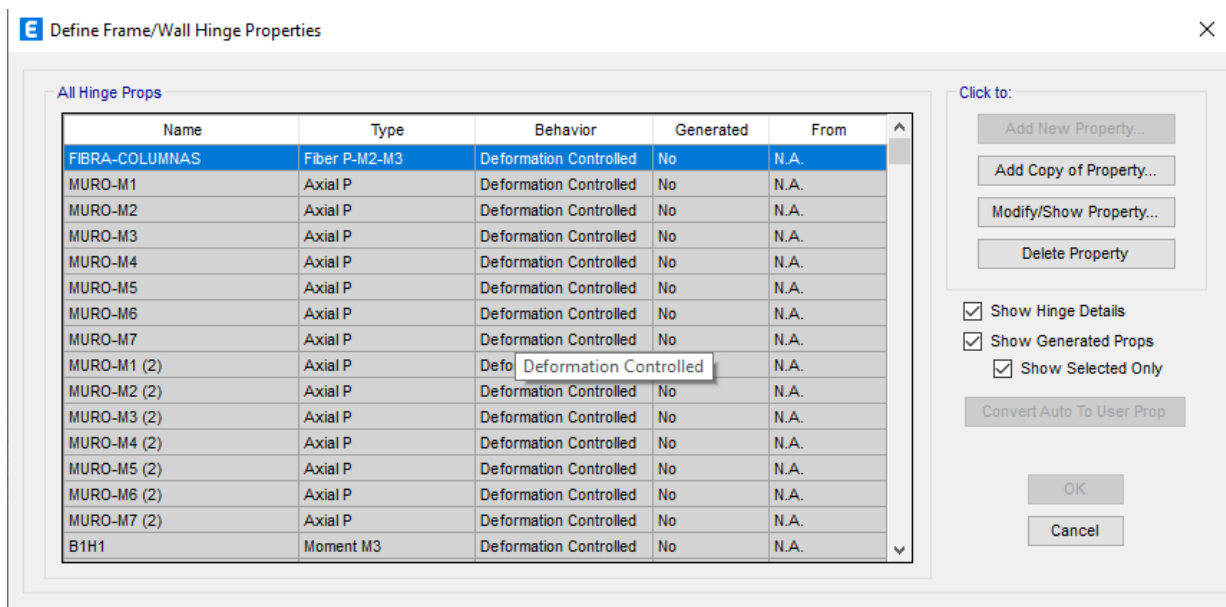 E Define Frame/Wall Hinge Properties
All Hinge Props
Name Type Behavior Generated From
FIBRA-COLUMNAS Fiber P-M2-M3 Deformation Controlled No N.A.
MURO-M1 Axial P Deformation Controlled No N.A.
MURO-M2 Axial P Deformation Controlled No N.A.
MURO-M3 Axial P Deformation Controlled No N.A.
MURO-M4 Axial P Deformation Controlled No N.A.
MURO-M5 Axial P Deformation Controlled No N.A.
MURO-M6 Axial P Deformation Controlled No N.A.
MURO-M7 Axial P Deformation Controlled No N.A.
MURO-M1 (2) Axial P Defo Deformation Controlled N.A.
MURO-M2 (2) Axial P Deformation Controlled No N.A.
MURO-M3 (2) Axial P Deformation Controlled No N.A.
MURO-M4 (2) Axial P Deformation Controlled No N.A.
MURO-M5 (2) Axial P Deformation Controlled No N.A.
MURO-M6 (2) Axial P Deformation Controlled No N.A.
MURO-M7 (2) Axial P Deformation Controlled No N.A.
B1H1 Moment M3 Deformation Controlled No N.A.
Click to:
Add New Property...
Add Copy of Property...
Modify/Show Property...
Delete Property
Show Hinge Details
Show Generated Props
Show Selected Only
Convert Auto To User Prop
OK
Cancel